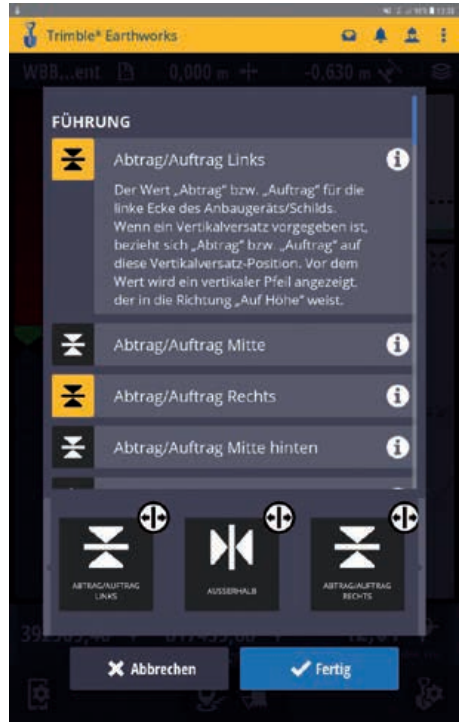 Trimble® Earthworks
WBB,..ent 0,000 m -0,630 m
FÜHRUNG
Abtrag/Auftrag Links
Der Wert „Abtrag“ bzw. „Auftrag“ für die
linke Ecke des Anbaugeräts/Schilds.
Wenn ein Vertikalversatz vorgegeben ist,
bezieht sich „Abtrag“ bzw. „Auftrag“ auf
diese Vertikalversatz-Position. Vor dem
Wert wird ein vertikaler Pfeil angezeigt,
der in die Richtung „Auf Höhe“ weist.
Abtrag/Auftrag Mitte
Abtrag/Auftrag Rechts
Abtrag/Auftrag Mitte hinten
ABTRAG/AUFTRAG
LINKS
AUSSERHALB
ABTRAG/AUFTRAG
RECHTS
Abbrechen
Fertig